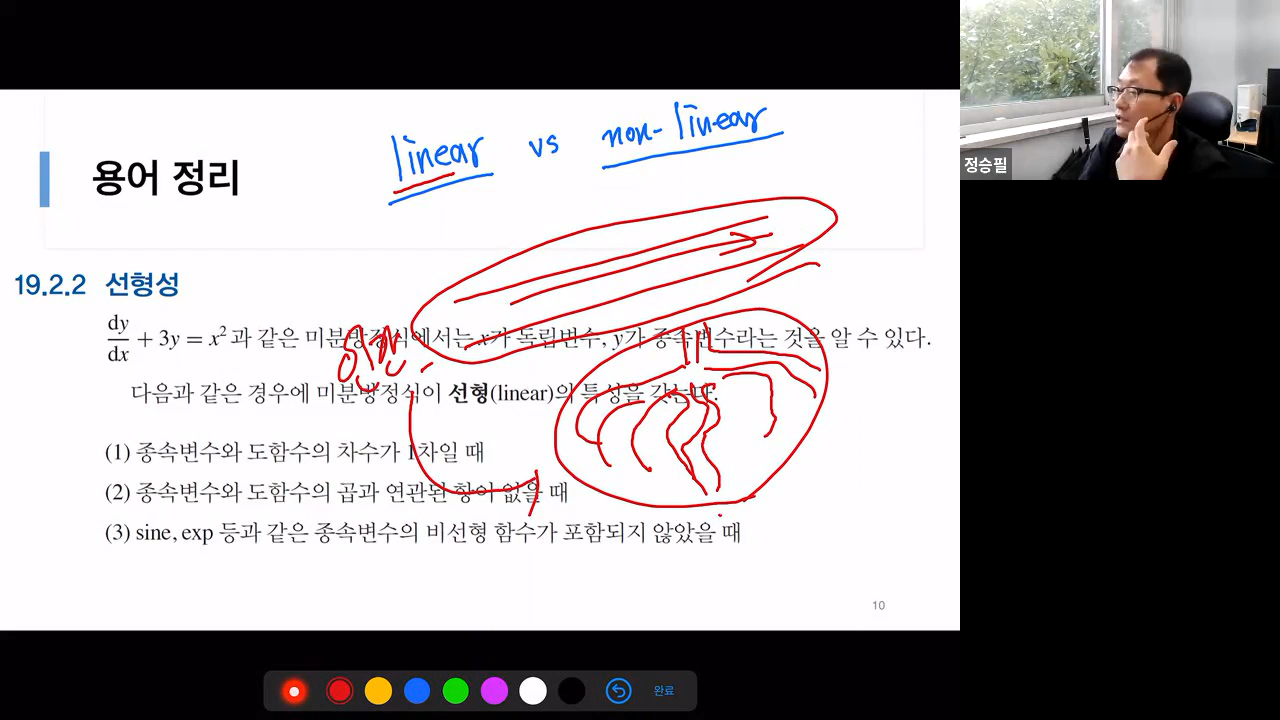 linear vs non-linear
용어 정리
정승필
19.2.2 선형성
dy/dx + 3y = x² 과 같은 미분방정식에서는 x가 독립변수, y가 종속변수라는 것을 알 수 있다.
다음과 같은 경우에 미분방정식이 선형(linear)의 특성을 갖는다.
(1) 종속변수와 도함수의 차수가 1차일 때
(2) 종속변수와 도함수의 곱과 연관된 항이 없을 때
(3) sine, exp 등과 같은 종속변수의 비선형 함수가 포함되지 않았을 때
10
완료